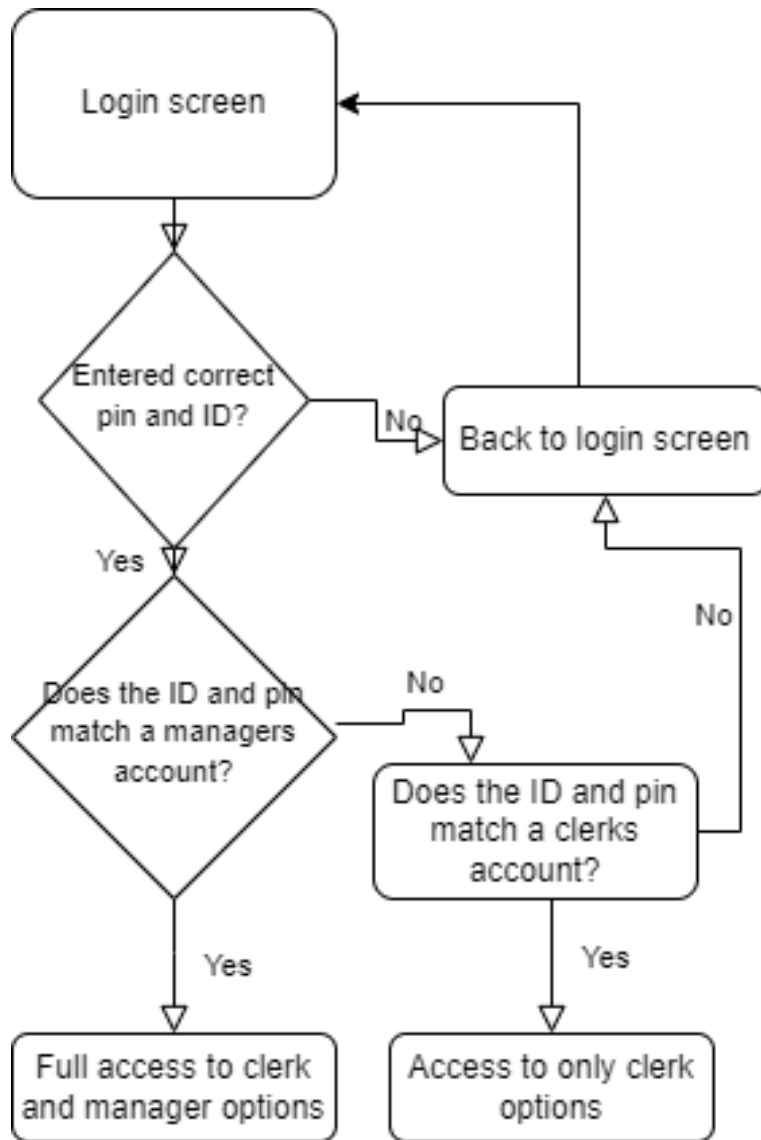 Login screen
Entered correct
pin and ID?
No
Back to login screen
Yes
No
Does the ID and pin
match a managers
account?
No
Does the ID and pin
match a clerks
account?
Yes
Yes
Full access to clerk
and manager options
Access to only clerk
options